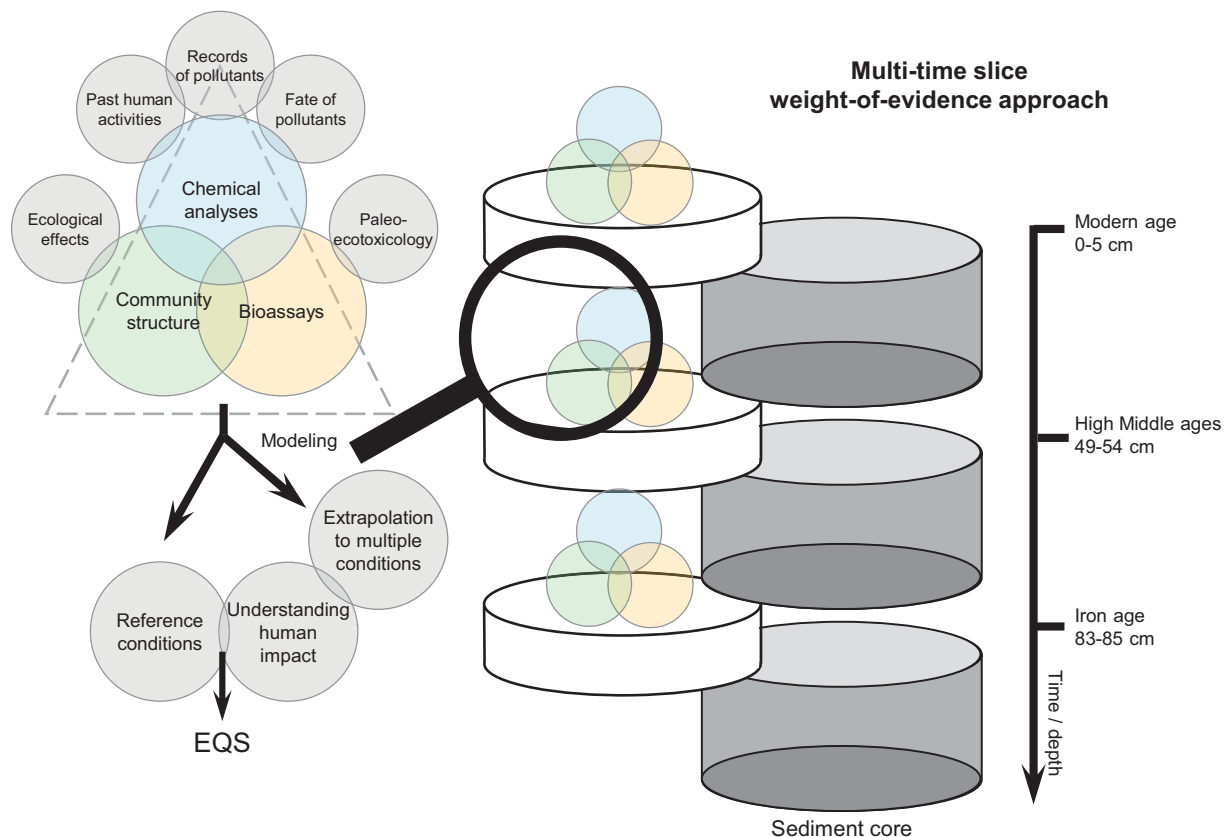 Multi-time slice
weight-of-evidence approach
Records
of pollutants
Past human
activities
Fate of
pollutants
Ecological
effects
Chemical
analyses
Paleo-
ecotoxicology
Community
structure
Bioassays
Modeling
Extrapolation
to multiple
conditions
Reference
conditions
Understanding
human
impact
EQS
Modern age
0-5 cm
High Middle ages
49-54 cm
Iron age
83-85 cm
Time / depth
Sediment core